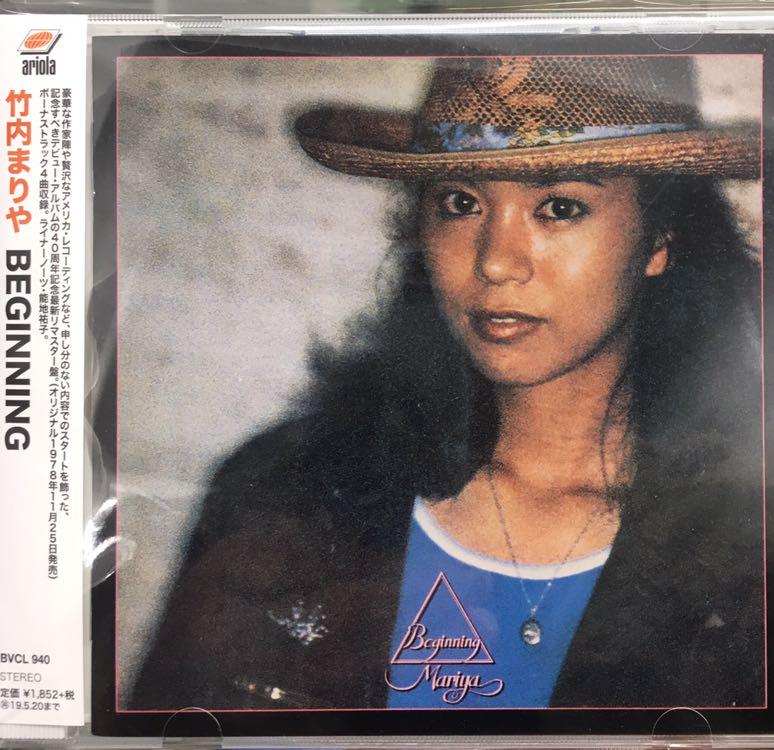 ariola
竹内まりや BEGINNING
豪華な作家陣や贅沢なアメリカ・レコーディングなど、申し分のない内容でのスタートを飾った、
記念すべきデビュー・アルバムの40周年記念最新リマスター盤。(オリジナル1978年11月25日発売)
ボーナストラック4曲収録。ライナーノーツ・能地祐子。
BVCL 940
STEREO
定価 ¥1,852+税
㊞19.5.20まで
Beginning
Mariya